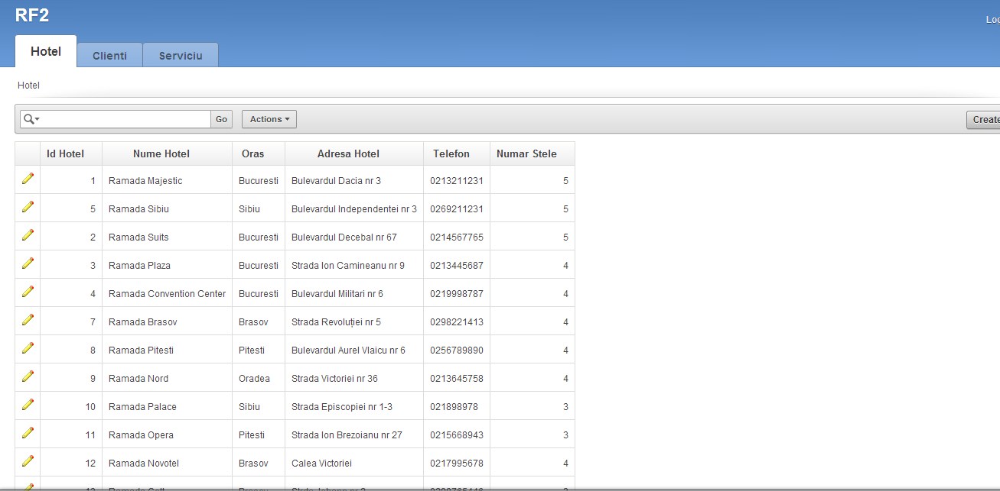 RF2
Log
Hotel Clienti Serviciu
Hotel
Go Actions Create
Id Hotel Nume Hotel Oras Adresa Hotel Telefon Numar Stele
1 Ramada Majestic Bucuresti Bulevardul Dacia nr 3 0213211231 5
5 Ramada Sibiu Sibiu Bulevardul Independentei nr 3 0269211231 5
2 Ramada Suits Bucuresti Bulevardul Decebal nr 67 0214567765 5
3 Ramada Plaza Bucuresti Strada Ion Camineanu nr 9 0213445687 4
4 Ramada Convention Center Bucuresti Bulevardul Militari nr 6 0219998787 4
7 Ramada Brasov Brasov Strada Revoluției nr 5 0298221413 4
8 Ramada Pitesti Pitesti Bulevardul Aurel Vlaicu nr 6 0256789890 4
9 Ramada Nord Oradea Strada Victoriei nr 36 0213645758 4
10 Ramada Palace Sibiu Strada Episcopiei nr 1-3 021898978 3
11 Ramada Opera Pitesti Strada Ion Brezoianu nr 27 0215668943 3
12 Ramada Novotel Brasov Calea Victoriei 0217995678 4
13 Ramada Brasov